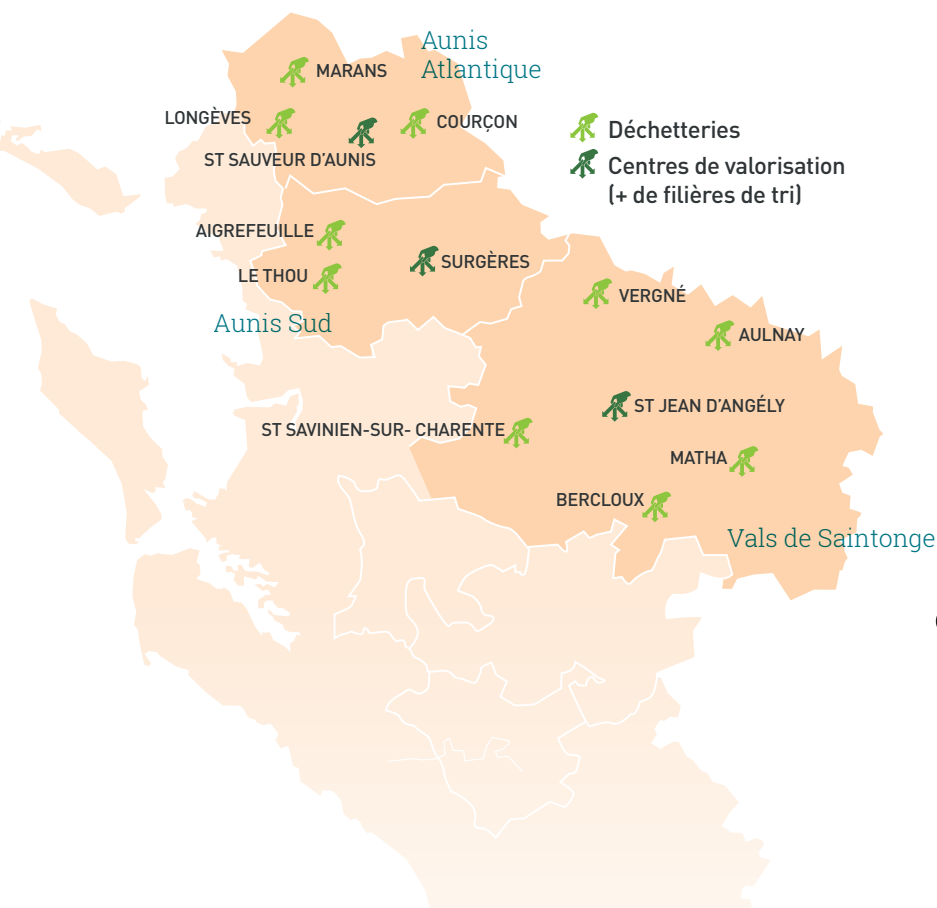 Aunis
Atlantique
MARANS
LONGÈVES
COURÇON
ST SAUVEUR D'AUNIS
Déchetteries
Centres de valorisation
(+ de filières de tri)
AIGREFEUILLE
SURGÈRES
LE THOU
Aunis Sud
VERGNÉ
AULNAY
ST JEAN D'ANGÉLY
ST SAVINIEN-SUR- CHARENTE
MATHA
BERCLOUX
Vals de Saintonge